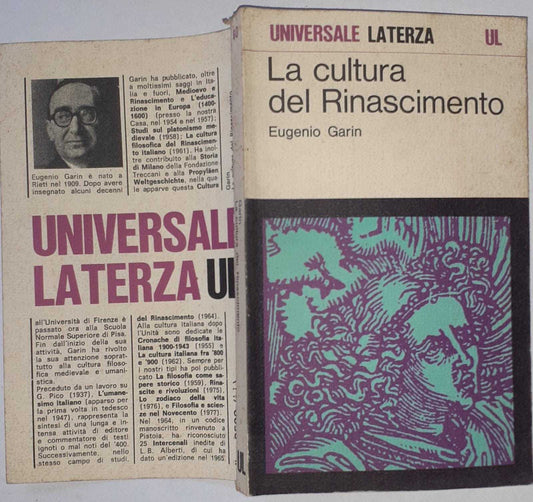 Garin ha pubblicato, oltre
a moltissimi saggi in Ita-
lia e fuori, Medioevo e
Rinascimento e L'educa-
zione in Europa (1400-
1600) (presso la nostra
Casa, nel 1954 e nel 1957);
Studi sul platonismo me-
dievale (1958); La cultura
filosofica del Rinascimen-
to italiano (1961). Ha inol-
tre contribuito alla Storia
di Milano della Fondazione
Treccani e alla Propyläen
Weltgeschichte, nella qua-
le apparve questa Cultura
Eugenio Garin è nato a
Rieti nel 1909. Dopo avere
insegnato alcuni decenni
UNIVERSALE
LATERZA UL
all'Università di Firenze è
passato ora alla Scuola
Normale Superiore di Pisa.
Fin dall'inizio della sua
attività, Garin ha rivolto
la sua attenzione soprat-
tutto alla cultura filoso-
fica medievale e umani-
stica.
Preceduto da un lavoro su
G. Pico (1937), L'umane-
simo italiano (apparso per
la prima volta in tedesco
nel 1947), rappresenta la
sintesi di una lunga e in-
tensa attività di editore
e commentatore di testi
ignoti o mal noti del '400.
Successivamente, nello
stesso campo di studi,
del Rinascimento (1964).
Alla cultura italiana dopo
l'Unità sono dedicate le
Cronache di filosofia ita-
liana 1900-1943 (1955) e
La cultura italiana fra '800
e '900 (1962). Sempre per
i nostri tipi ha poi pubbli-
cato La filosofia come sa-
pere storico (1959), Rina-
scite e rivoluzioni (1975),
Lo zodiaco della vita
(1976), e Filosofia e scien-
ze nel Novecento (1977).
Nel 1964, in un codice
manoscritto rinvenuto a
Pistoia, ha riconosciuto
25 Intercenali inedite di
L.B. Alberti, di cui ha
dato un'edizione nel 1965.
Garin
UNIVERSALE LATERZA UL
La cultura
del Rinascimento
Eugenio Garin
UL